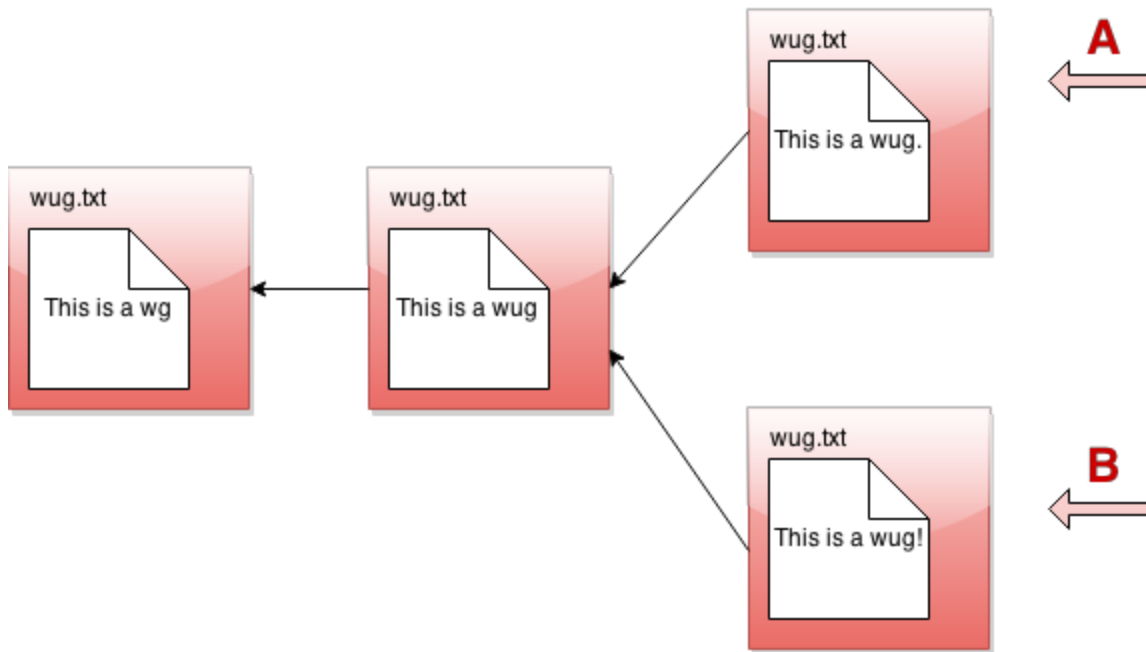 wug.txt
This is a wg
wug.txt
This is a wug
wug.txt
This is a wug.
A
wug.txt
This is a wug!
B